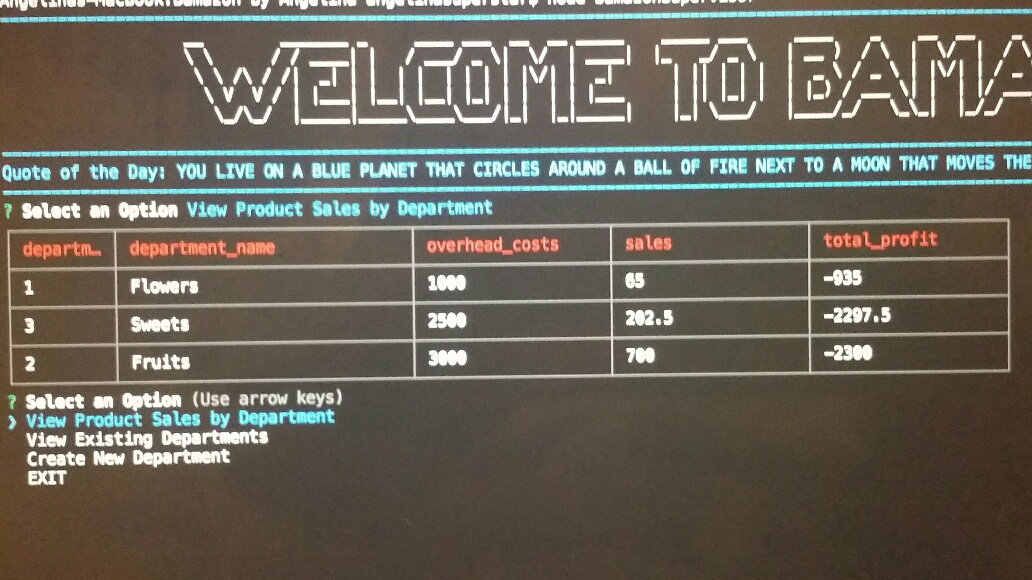 WELCOME TO BAMA
Quote of the Day: YOU LIVE ON A BLUE PLANET THAT CIRCLES AROUND A BALL OF FIRE NEXT TO A MOON THAT MOVES THE
? Select an Option View Product Sales by Department
departm… department_name overhead_costs sales total_profit
1 Flowers 1000 65 -935
3 Sweets 2500 202.5 -2297.5
2 Fruits 3000 700 -2300
? Select an Option (Use arrow keys)
❯ View Product Sales by Department
View Existing Departments
Create New Department
EXIT